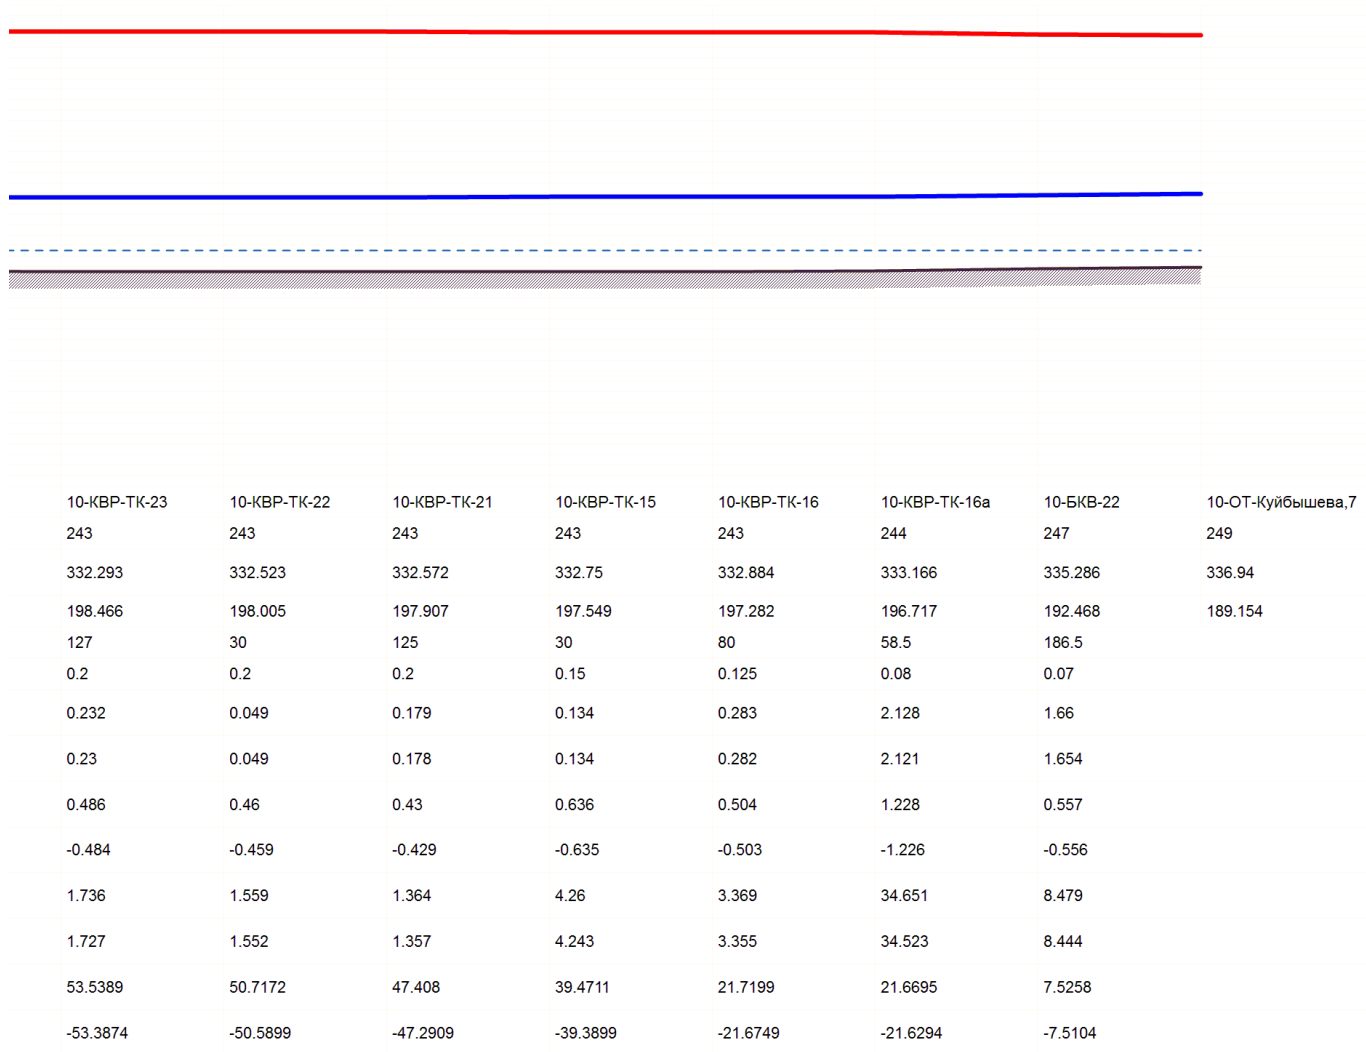 10-КВР-ТК-23 10-КВР-ТК-22 10-КВР-ТК-21 10-КВР-ТК-15 10-КВР-ТК-16 10-КВР-ТК-16а 10-БКВ-22 10-ОТ-Куйбышева,7
243 243 243 243 243 244 247 249
332.293 332.523 332.572 332.75 332.884 333.166 335.286 336.94
198.466 198.005 197.907 197.549 197.282 196.717 192.468 189.154
127 30 125 30 80 58.5 186.5
0.2 0.2 0.2 0.15 0.125 0.08 0.07
0.232 0.049 0.179 0.134 0.283 2.128 1.66
0.23 0.049 0.178 0.134 0.282 2.121 1.654
0.486 0.46 0.43 0.636 0.504 1.228 0.557
-0.484 -0.459 -0.429 -0.635 -0.503 -1.226 -0.556
1.736 1.559 1.364 4.26 3.369 34.651 8.479
1.727 1.552 1.357 4.243 3.355 34.523 8.444
53.5389 50.7172 47.408 39.4711 21.7199 21.6695 7.5258
-53.3874 -50.5899 -47.2909 -39.3899 -21.6749 -21.6294 -7.5104